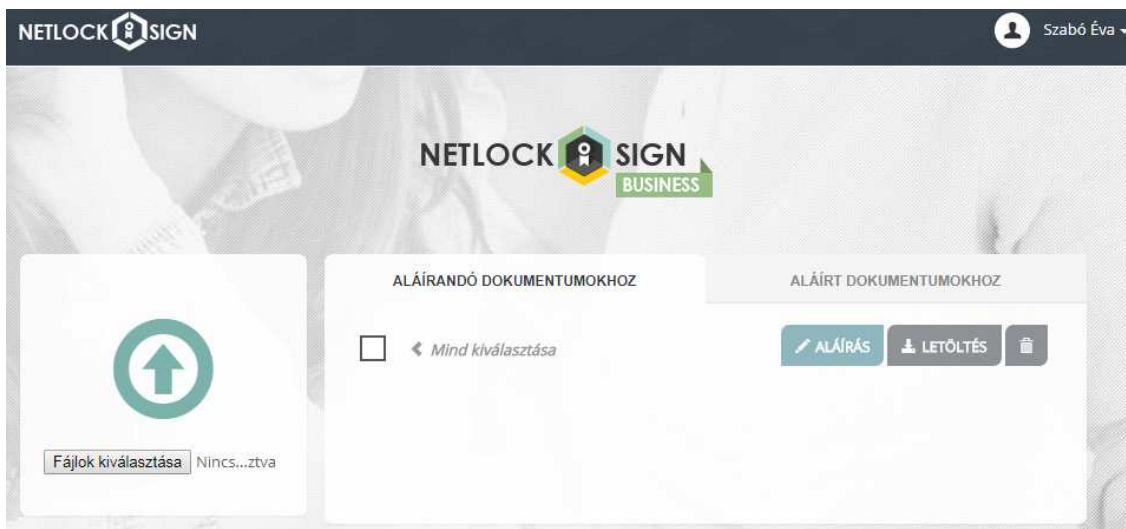 NETLOCK SIGN
Szabó Éva
NETLOCK SIGN
BUSINESS
ALÁÍRANDÓ DOKUMENTUMOKHOZ
ALÁÍRT DOKUMENTUMOKHOZ
Mind kiválasztása
ALÁÍRÁS
LETÖLTÉS
Fájlok kiválasztása Nincs...ztva